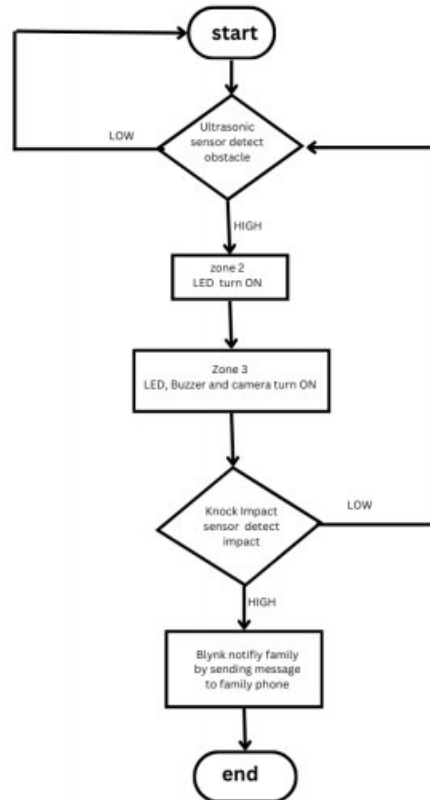 start
LOW
Ultrasonic
sensor detect
obstacle
HIGH
zone 2
LED turn ON
Zone 3
LED, Buzzer and camera turn ON
Knock Impact
sensor detect
impact
LOW
HIGH
Blynk notifiy family
by sending message
to family phone
end